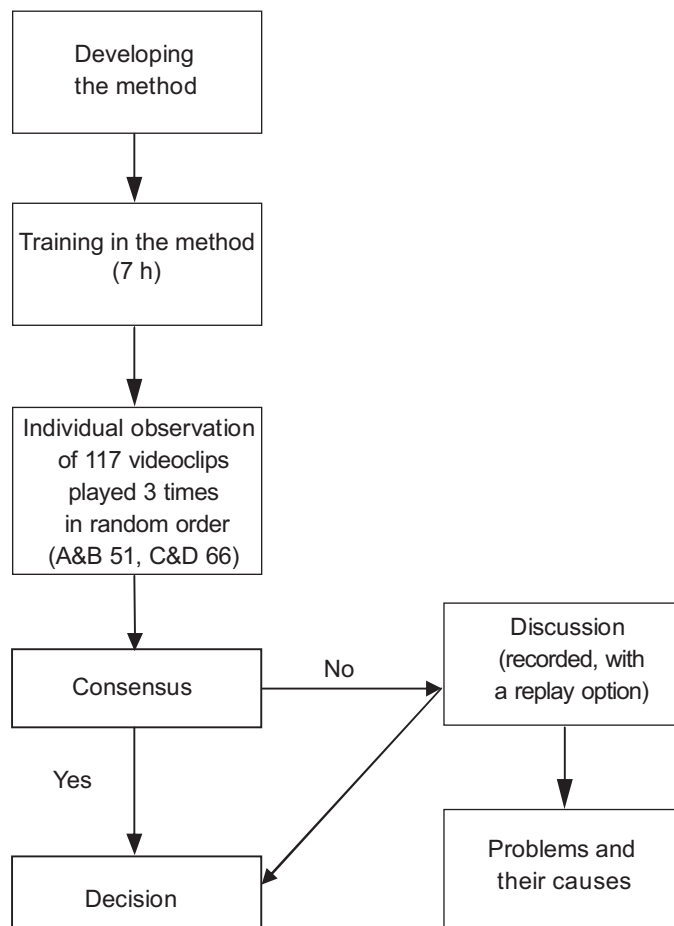 Developing
the method
Training in the method
(7 h)
Individual observation
of 117 videoclips
played 3 times
in random order
(A&B 51, C&D 66)
Consensus
No
Discussion
(recorded, with
a replay option)
Yes
Decision
Problems and
their causes